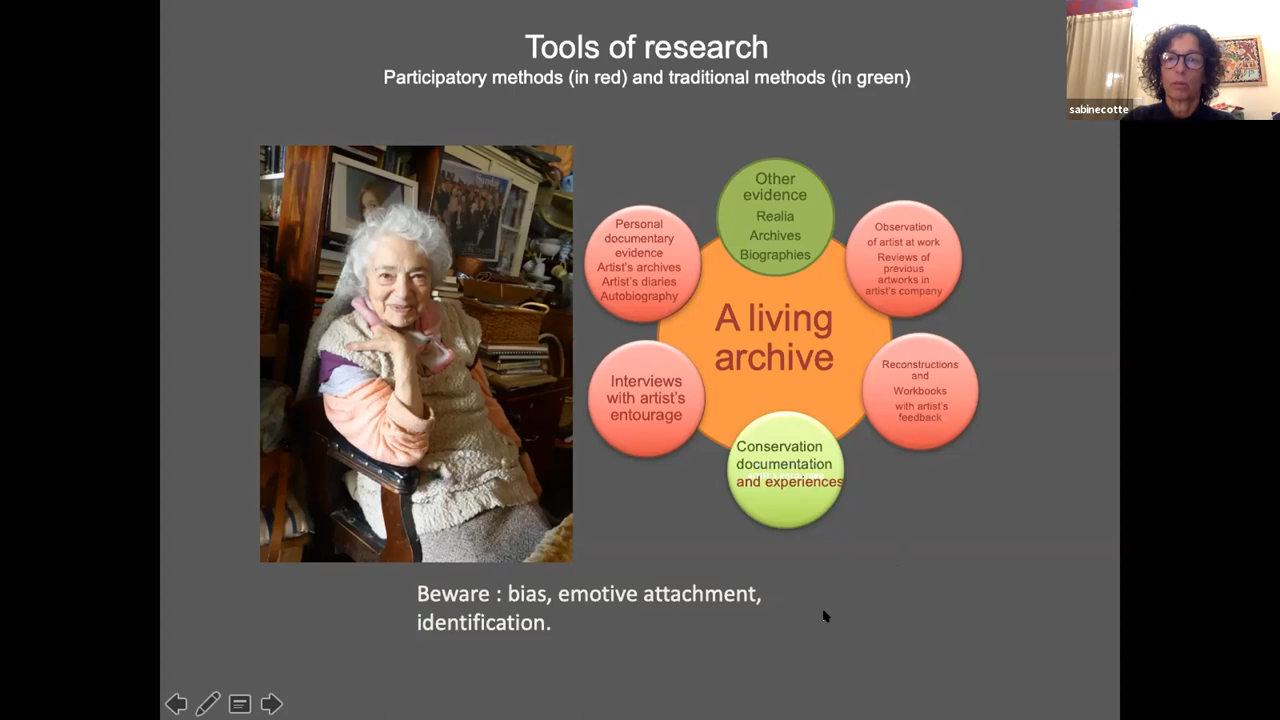 Tools of research
Participatory methods (in red) and traditional methods (in green)
sabinecotte
Other
evidence
Realia
Archives
Biographies
Personal
documentary
evidence
Artist's archives
Artist's diaries
Autobiography
Observation
of artist at work
Reviews of
previous
artworks in
artist's company
A living
archive
Interviews
with artist's
entourage
Reconstructions
and
Workbooks
with artist's
feedback
Conservation
documentation
and experiences
Beware : bias, emotive attachment,
identification.